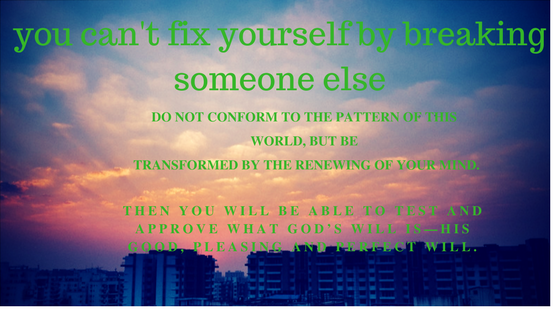 you can't fix yourself by breaking
someone else
DO NOT CONFORM TO THE PATTERN OF THIS
WORLD, BUT BE
TRANSFORMED BY THE RENEWING OF YOUR MIND.
THEN YOU WILL BE ABLE TO TEST AND
APPROVE WHAT GOD'S WILL IS—HIS
GOOD, PLEASING AND PERFECT WILL.